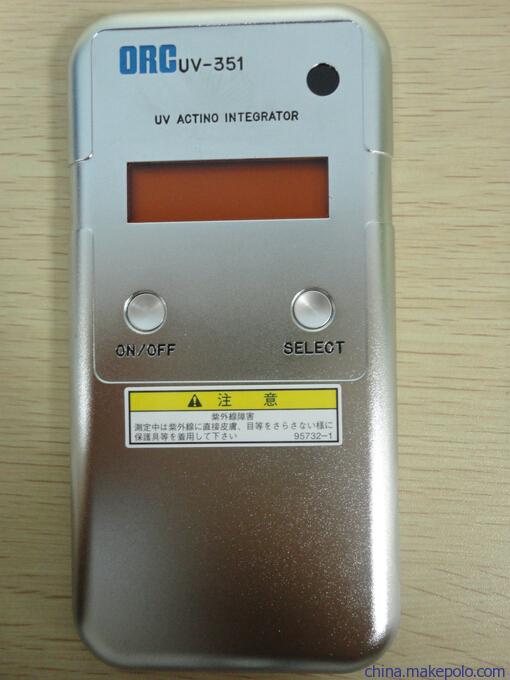 ORC UV-351
UV ACTINO INTEGRATOR
ON/OFF
SELECT
注 意
紫外線障害
測定中は紫外線に直接皮膚、目等をさらさない様に
保護具等を着用して下さい 95732-1
china.makepolo.com